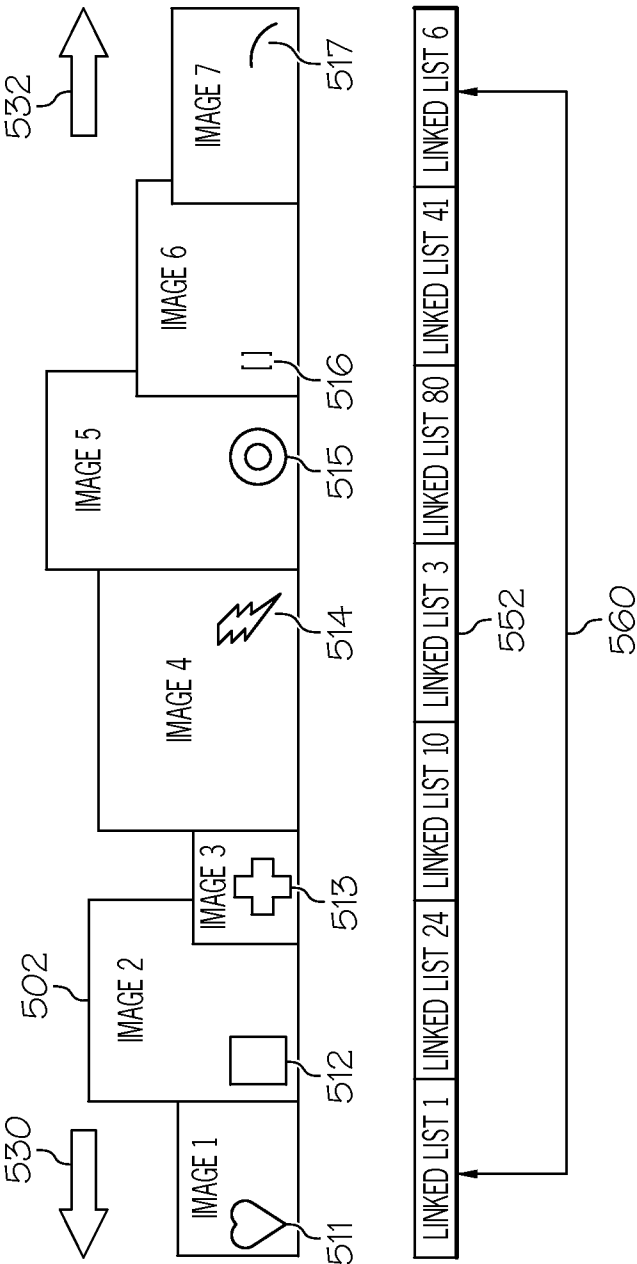 530
502
532
IMAGE 1
IMAGE 2
IMAGE 3
IMAGE 4
IMAGE 5
IMAGE 6
IMAGE 7
[ ]
511
512
513
514
515
516
517
LINKED LIST 1
LINKED LIST 24
LINKED LIST 10
LINKED LIST 3
LINKED LIST 80
LINKED LIST 41
LINKED LIST 6
552
560